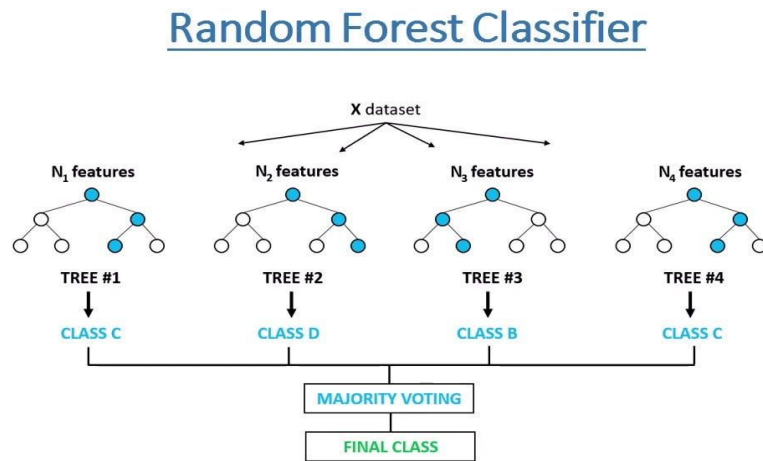 Random Forest Classifier
X dataset
N₁ features N₂ features N₃ features N₄ features
TREE #1 TREE #2 TREE #3 TREE #4
CLASS C CLASS D CLASS B CLASS C
MAJORITY VOTING
FINAL CLASS